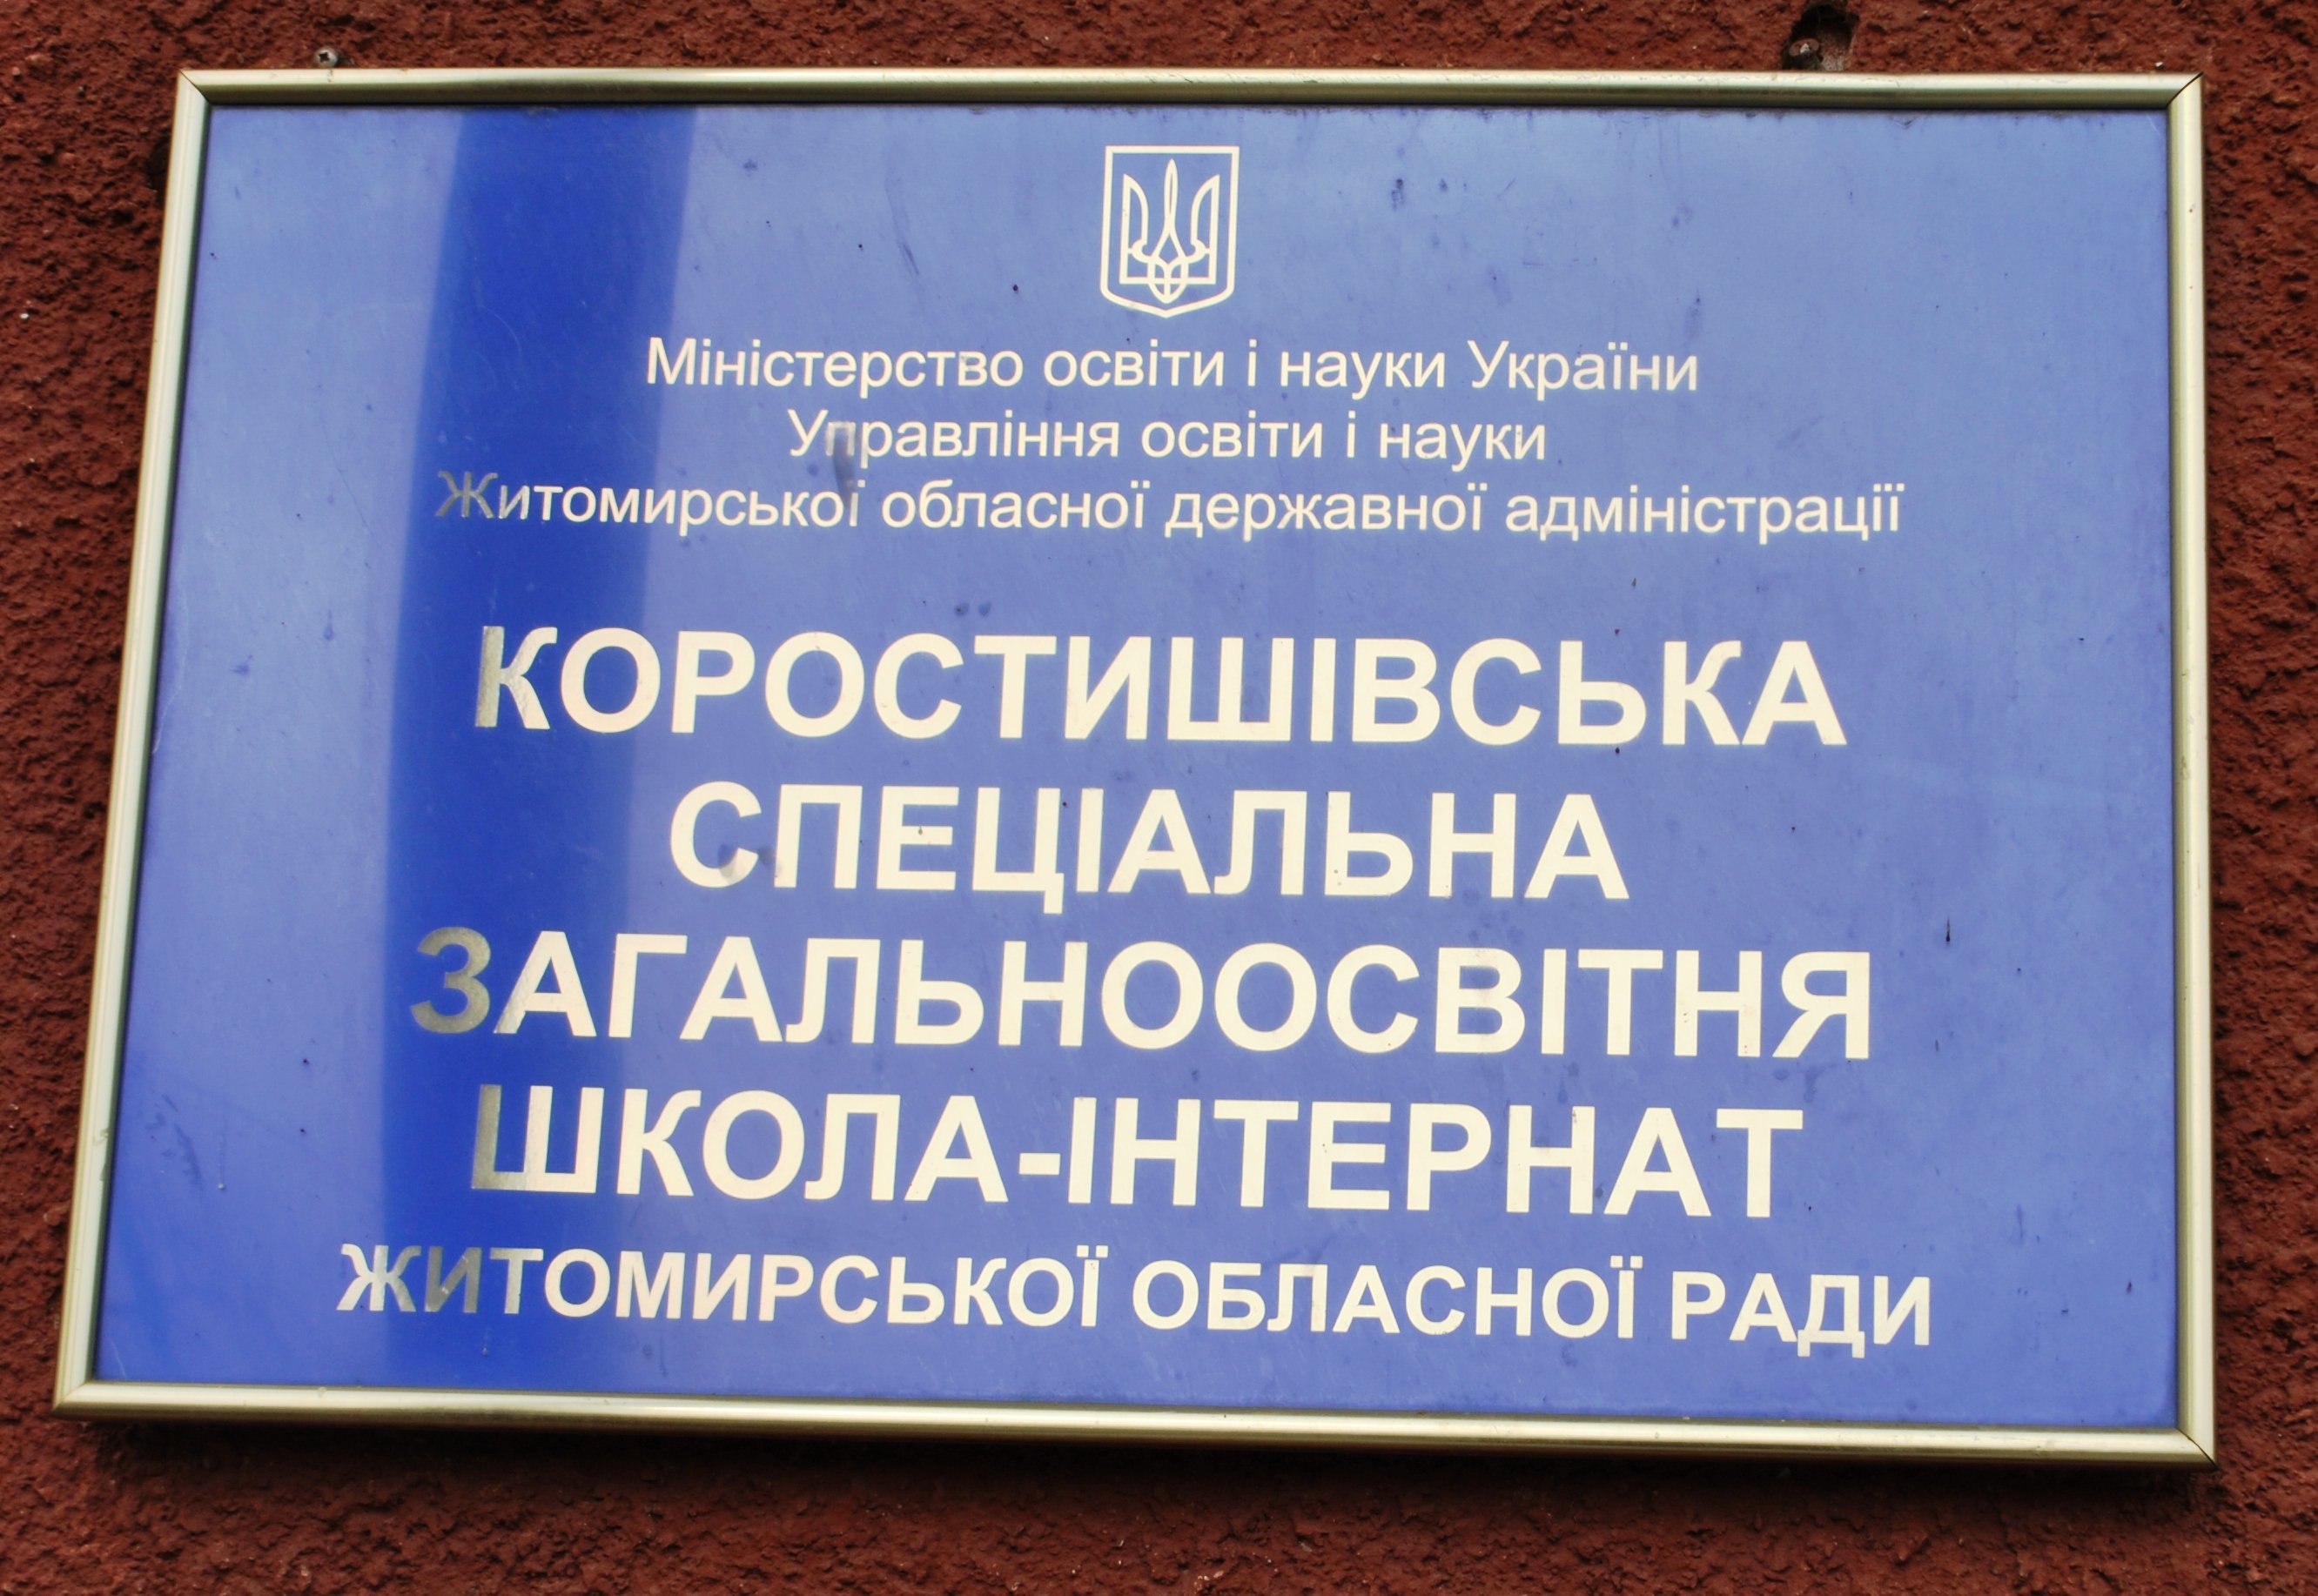 Міністерство освіти і науки України
Управління освіти і науки
Житомирської обласної державної адміністрації
КОРОСТИШІВСЬКА
СПЕЦІАЛЬНА
ЗАГАЛЬНООСВІТНЯ
ШКОЛА-ІНТЕРНАТ
ЖИТОМИРСЬКОЇ ОБЛАСНОЇ РАДИ